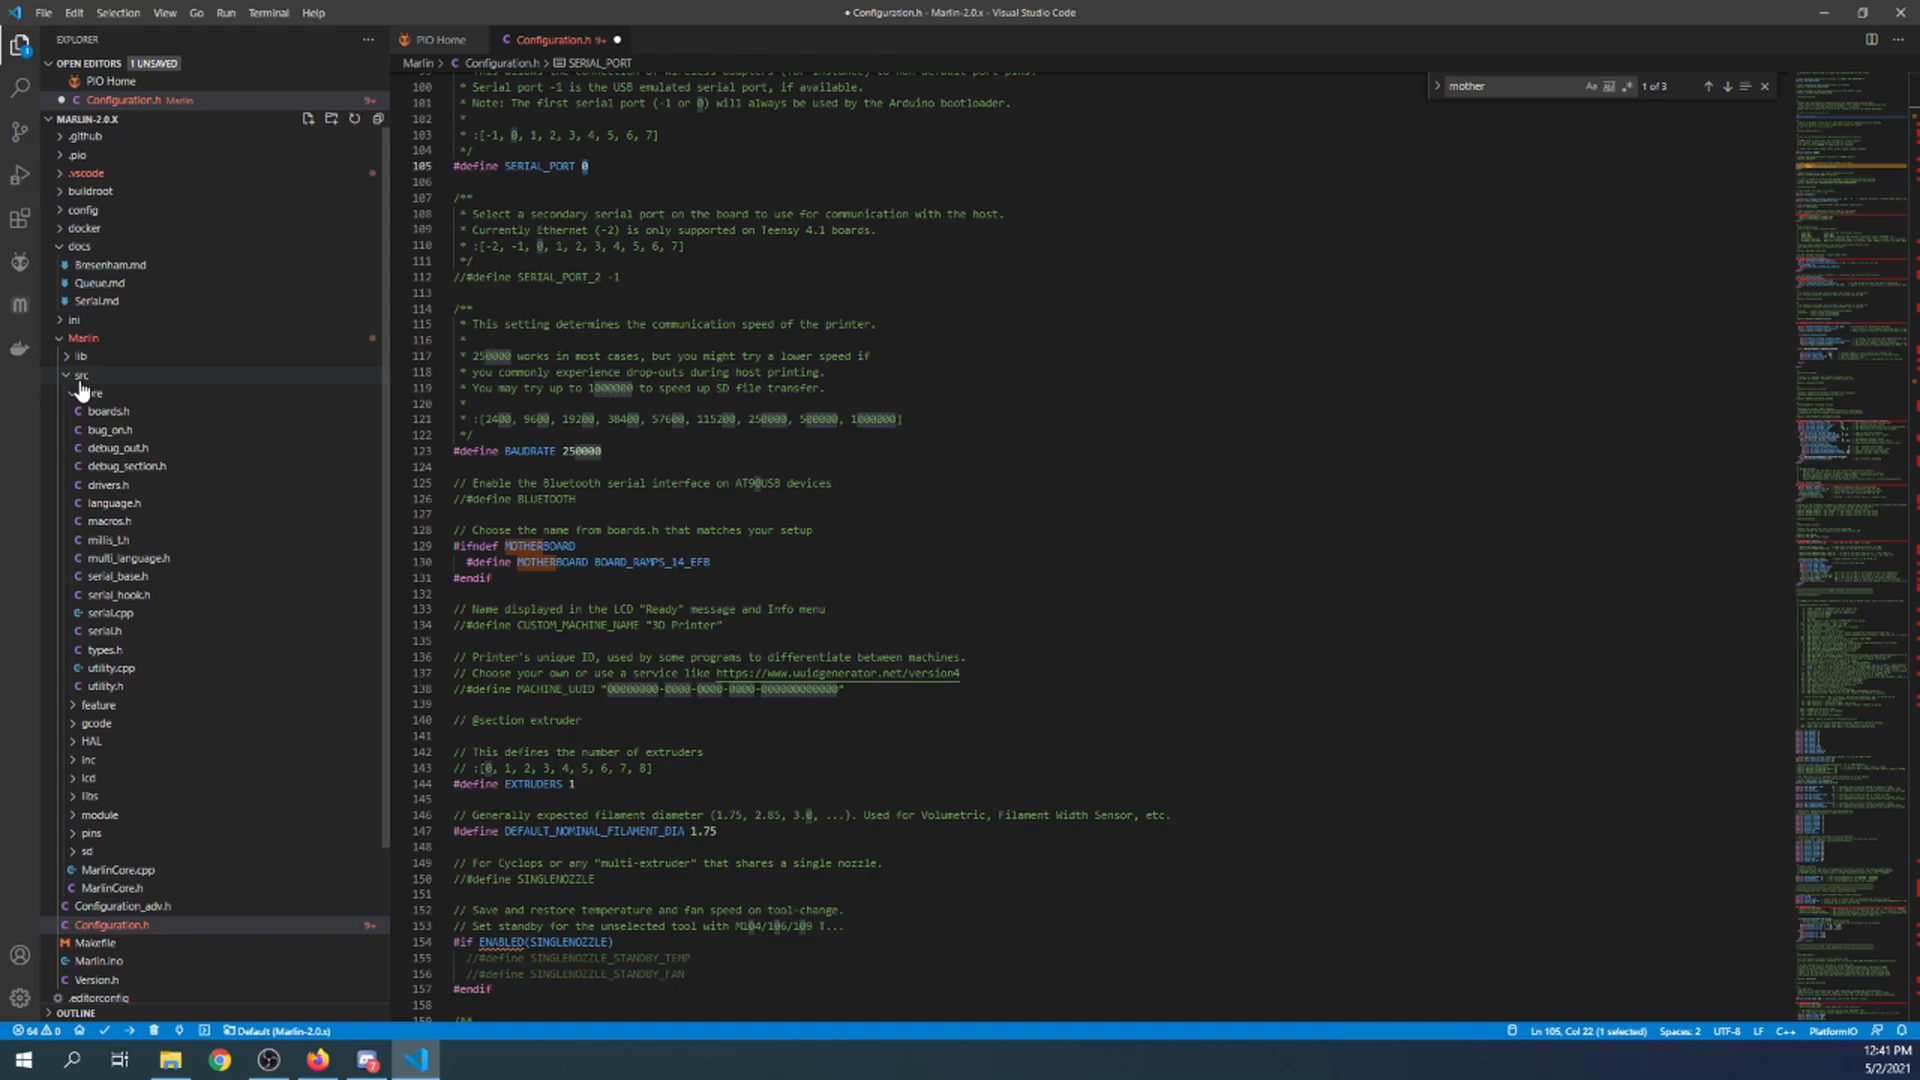 File Edit Selection View Go Run Terminal Help
● Configuration.h - Marlin-2.0.x - Visual Studio Code
EXPLORER
OPEN EDITORS 1 UNSAVED
PIO Home
Configuration.h Marlin 9+
MARLIN-2.0.X
.github
.pio
.vscode
buildroot
config
docker
docs
Bresenham.md
Queue.md
Serial.md
ini
Marlin
lib
src
boards.h
bug_on.h
debug_out.h
debug_section.h
drivers.h
language.h
macros.h
millis_t.h
multi_language.h
serial_base.h
serial_hook.h
serial.cpp
serial.h
types.h
utility.cpp
utility.h
feature
gcode
HAL
inc
lcd
libs
module
pins
sd
MarlinCore.cpp
MarlinCore.h
Configuration_adv.h
Configuration.h 9+
Makefile
Marlin.ino
Version.h
.editorconfig
OUTLINE
PIO Home Configuration.h 9+ ●
Marlin > Configuration.h > SERIAL_PORT
mother Aa 1 of 3
100 * Serial port -1 is the USB emulated serial port, if available.
101 * Note: The first serial port (-1 or 0) will always be used by the Arduino bootloader.
102 *
103 * :[-1, 0, 1, 2, 3, 4, 5, 6, 7]
104 */
105 #define SERIAL_PORT 0
106
107 /**
108 * Select a secondary serial port on the board to use for communication with the host.
109 * Currently Ethernet (-2) is only supported on Teensy 4.1 boards.
110 * :[-2, -1, 0, 1, 2, 3, 4, 5, 6, 7]
111 */
112 //#define SERIAL_PORT_2 -1
113
114 /**
115 * This setting determines the communication speed of the printer.
116 *
117 * 250000 works in most cases, but you might try a lower speed if
118 * you commonly experience drop-outs during host printing.
119 * You may try up to 1000000 to speed up SD file transfer.
120 *
121 * :[2400, 9600, 19200, 38400, 57600, 115200, 250000, 500000, 1000000]
122 */
123 #define BAUDRATE 250000
124
125 // Enable the Bluetooth serial interface on AT90USB devices
126 //#define BLUETOOTH
127
128 // Choose the name from boards.h that matches your setup
129 #ifndef MOTHERBOARD
130 #define MOTHERBOARD BOARD_RAMPS_14_EFB
131 #endif
132
133 // Name displayed in the LCD "Ready" message and Info menu
134 //#define CUSTOM_MACHINE_NAME "3D Printer"
135
136 // Printer's unique ID, used by some programs to differentiate between machines.
137 // Choose your own or use a service like https://www.uuidgenerator.net/version4
138 //#define MACHINE_UUID "00000000-0000-0000-0000-000000000000"
139
140 // @section extruder
141
142 // This defines the number of extruders
143 // :[0, 1, 2, 3, 4, 5, 6, 7, 8]
144 #define EXTRUDERS 1
145
146 // Generally expected filament diameter (1.75, 2.85, 3.0, ...). Used for Volumetric, Filament Width Sensor, etc.
147 #define DEFAULT_NOMINAL_FILAMENT_DIA 1.75
148
149 // For Cyclops or any "multi-extruder" that shares a single nozzle.
150 //#define SINGLENOZZLE
151
152 // Save and restore temperature and fan speed on tool-change.
153 // Set standby for the unselected tool with M104/106/109 T...
154 #if ENABLED(SINGLENOZZLE)
155 //#define SINGLENOZZLE_STANDBY_TEMP
156 //#define SINGLENOZZLE_STANDBY_FAN
157 #endif
158
64 0 Default (Marlin-2.0.x) Ln 105, Col 22 (1 selected) Spaces: 2 UTF-8 LF C++ PlatformIO
12:41 PM
5/2/2021